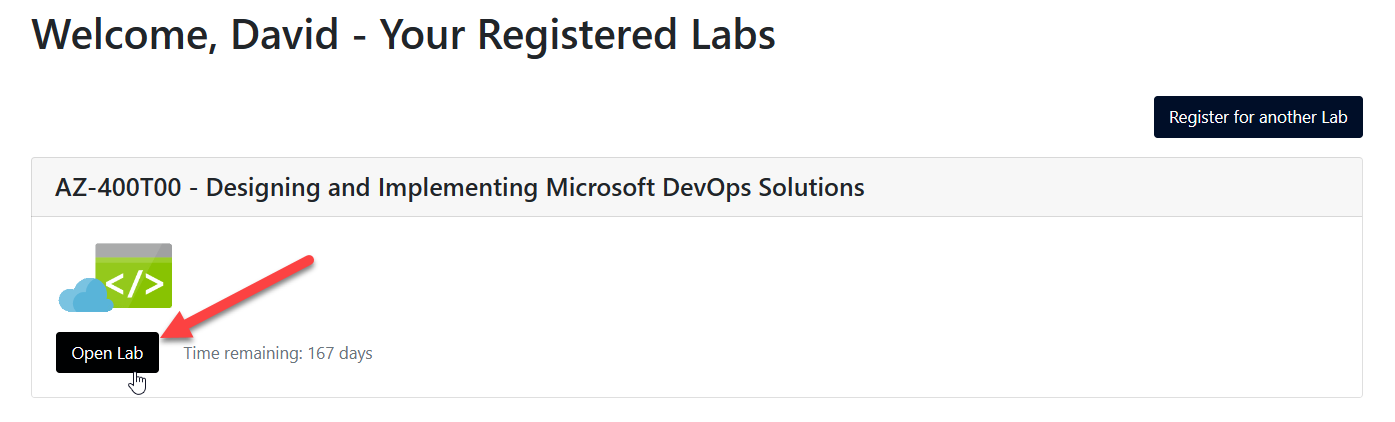 Welcome, David - Your Registered Labs
Register for another Lab
AZ-400T00 - Designing and Implementing Microsoft DevOps Solutions
</>
Open Lab
Time remaining: 167 days